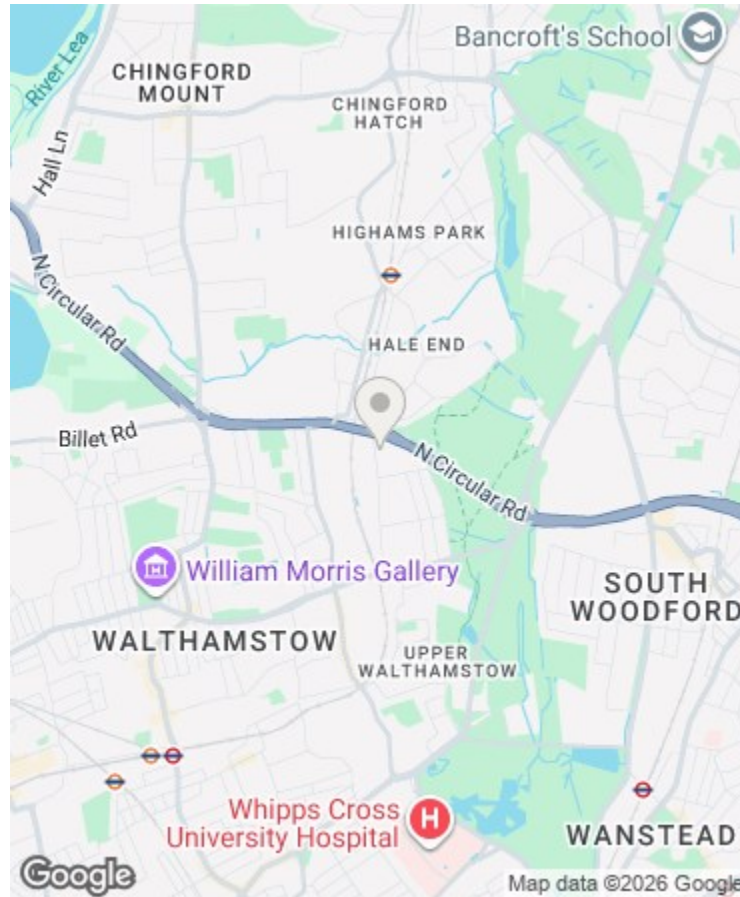 Bancroft's School
River Lea
CHINGFORD
MOUNT
CHINGFORD
HATCH
Hall Ln
HIGHAMS PARK
N Circular Rd
HALE END
Billet Rd
N Circular Rd
William Morris Gallery
SOUTH
WOODFORD
WALTHAMSTOW
UPPER
WALTHAMSTOW
Whipps Cross
University Hospital
H
WANSTEAD
Google
Map data ©2026 Google